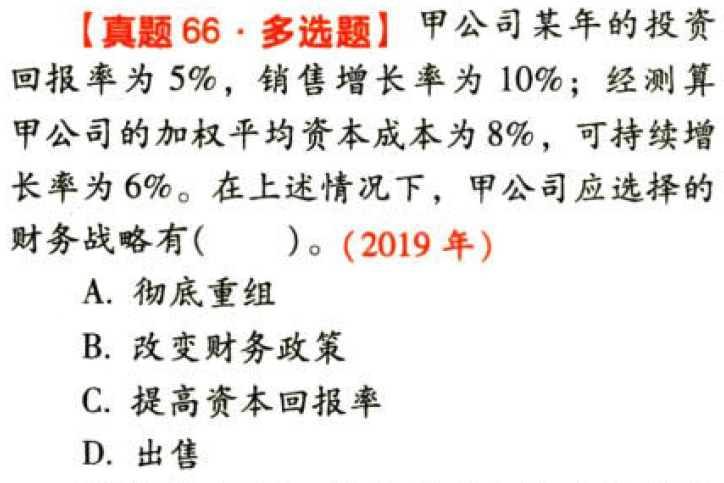 【真题 66 · 多选题】 甲公司某年的投资
回报率为 5%，销售增长率为 10%；经测算
甲公司的加权平均资本成本为 8%，可持续增
长率为 6%。在上述情况下，甲公司应选择的
财务战略有(　　)。(2019 年)
A. 彻底重组
B. 改变财务政策
C. 提高资本回报率
D. 出售